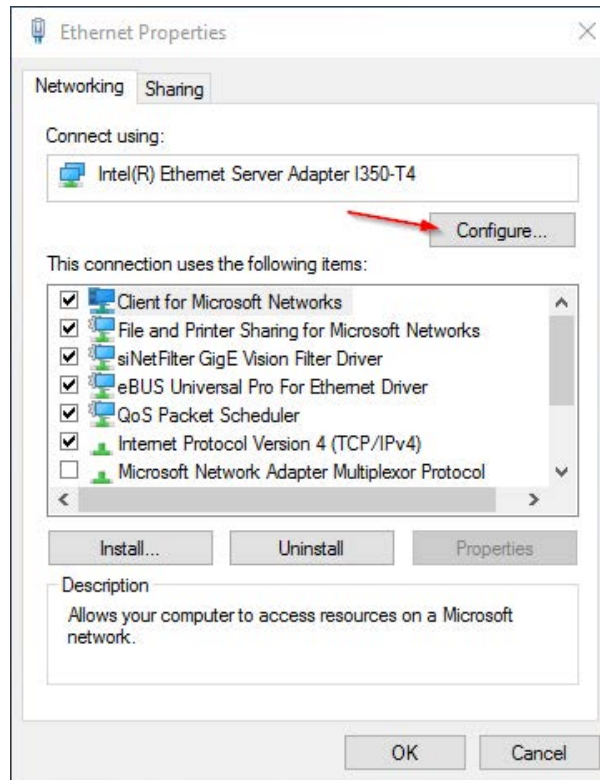 Ethernet Properties
Networking
Sharing
Connect using:
Intel(R) Ethernet Server Adapter I350-T4
Configure...
This connection uses the following items:
Client for Microsoft Networks
File and Printer Sharing for Microsoft Networks
siNetFilter GigE Vision Filter Driver
eBUS Universal Pro For Ethernet Driver
QoS Packet Scheduler
Internet Protocol Version 4 (TCP/IPv4)
Microsoft Network Adapter Multiplexor Protocol
Install...
Uninstall
Properties
Description
Allows your computer to access resources on a Microsoft
network.
OK
Cancel